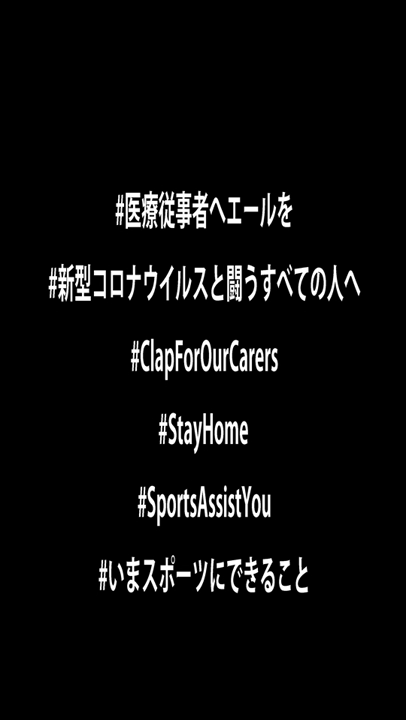 #医療従事者へエールを
#新型コロナウイルスと闘うすべての人へ
#ClapForOurCarers
#StayHome
#SportsAssistYou
#いまスポーツにできること